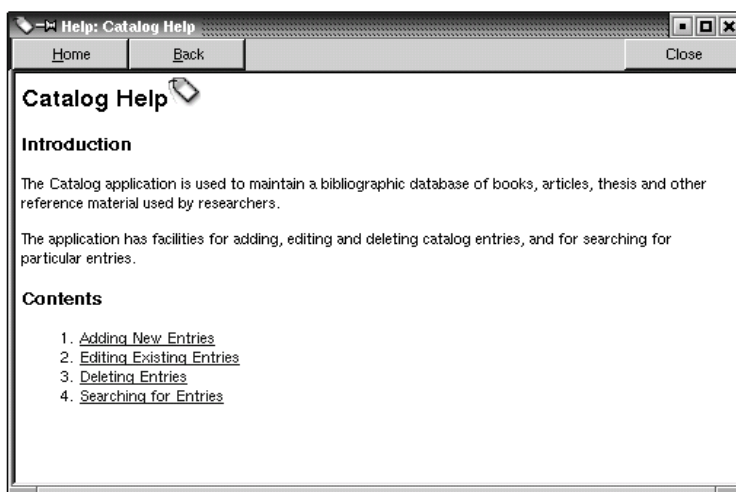 Help: Catalog Help
Home Back Close
Catalog Help
Introduction
The Catalog application is used to maintain a bibliographic database of books, articles, thesis and other
reference material used by researchers.
The application has facilities for adding, editing and deleting catalog entries, and for searching for
particular entries.
Contents
1. Adding New Entries
2. Editing Existing Entries
3. Deleting Entries
4. Searching for Entries